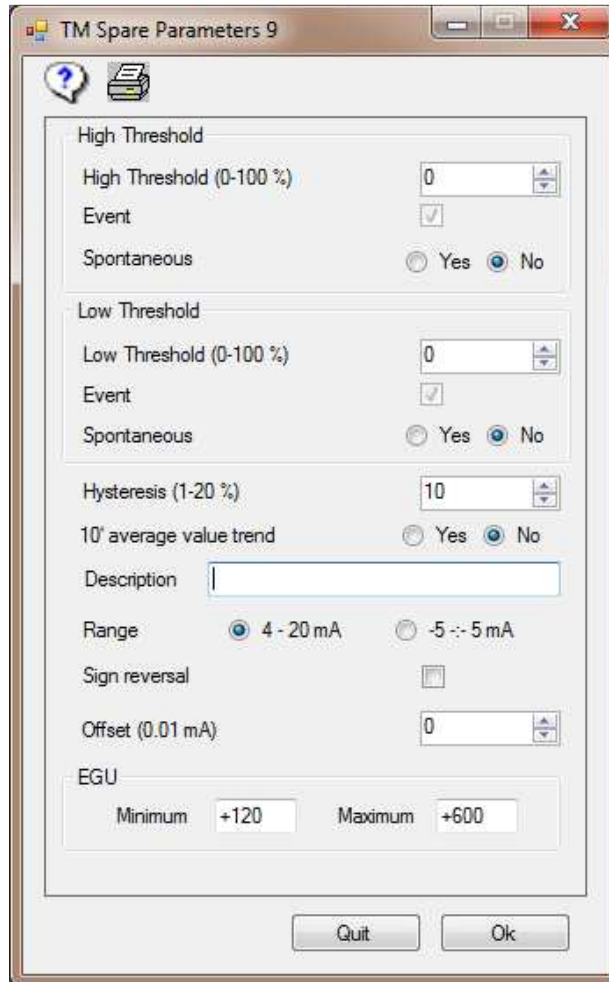 TM Spare Parameters 9
High Threshold
High Threshold (0-100 %) 0
Event
Spontaneous Yes No
Low Threshold
Low Threshold (0-100 %) 0
Event
Spontaneous Yes No
Hysteresis (1-20 %) 10
10' average value trend Yes No
Description
Range 4 - 20 mA -5 -:- 5 mA
Sign reversal
Offset (0.01 mA) 0
EGU
Minimum +120 Maximum +600
Quit Ok